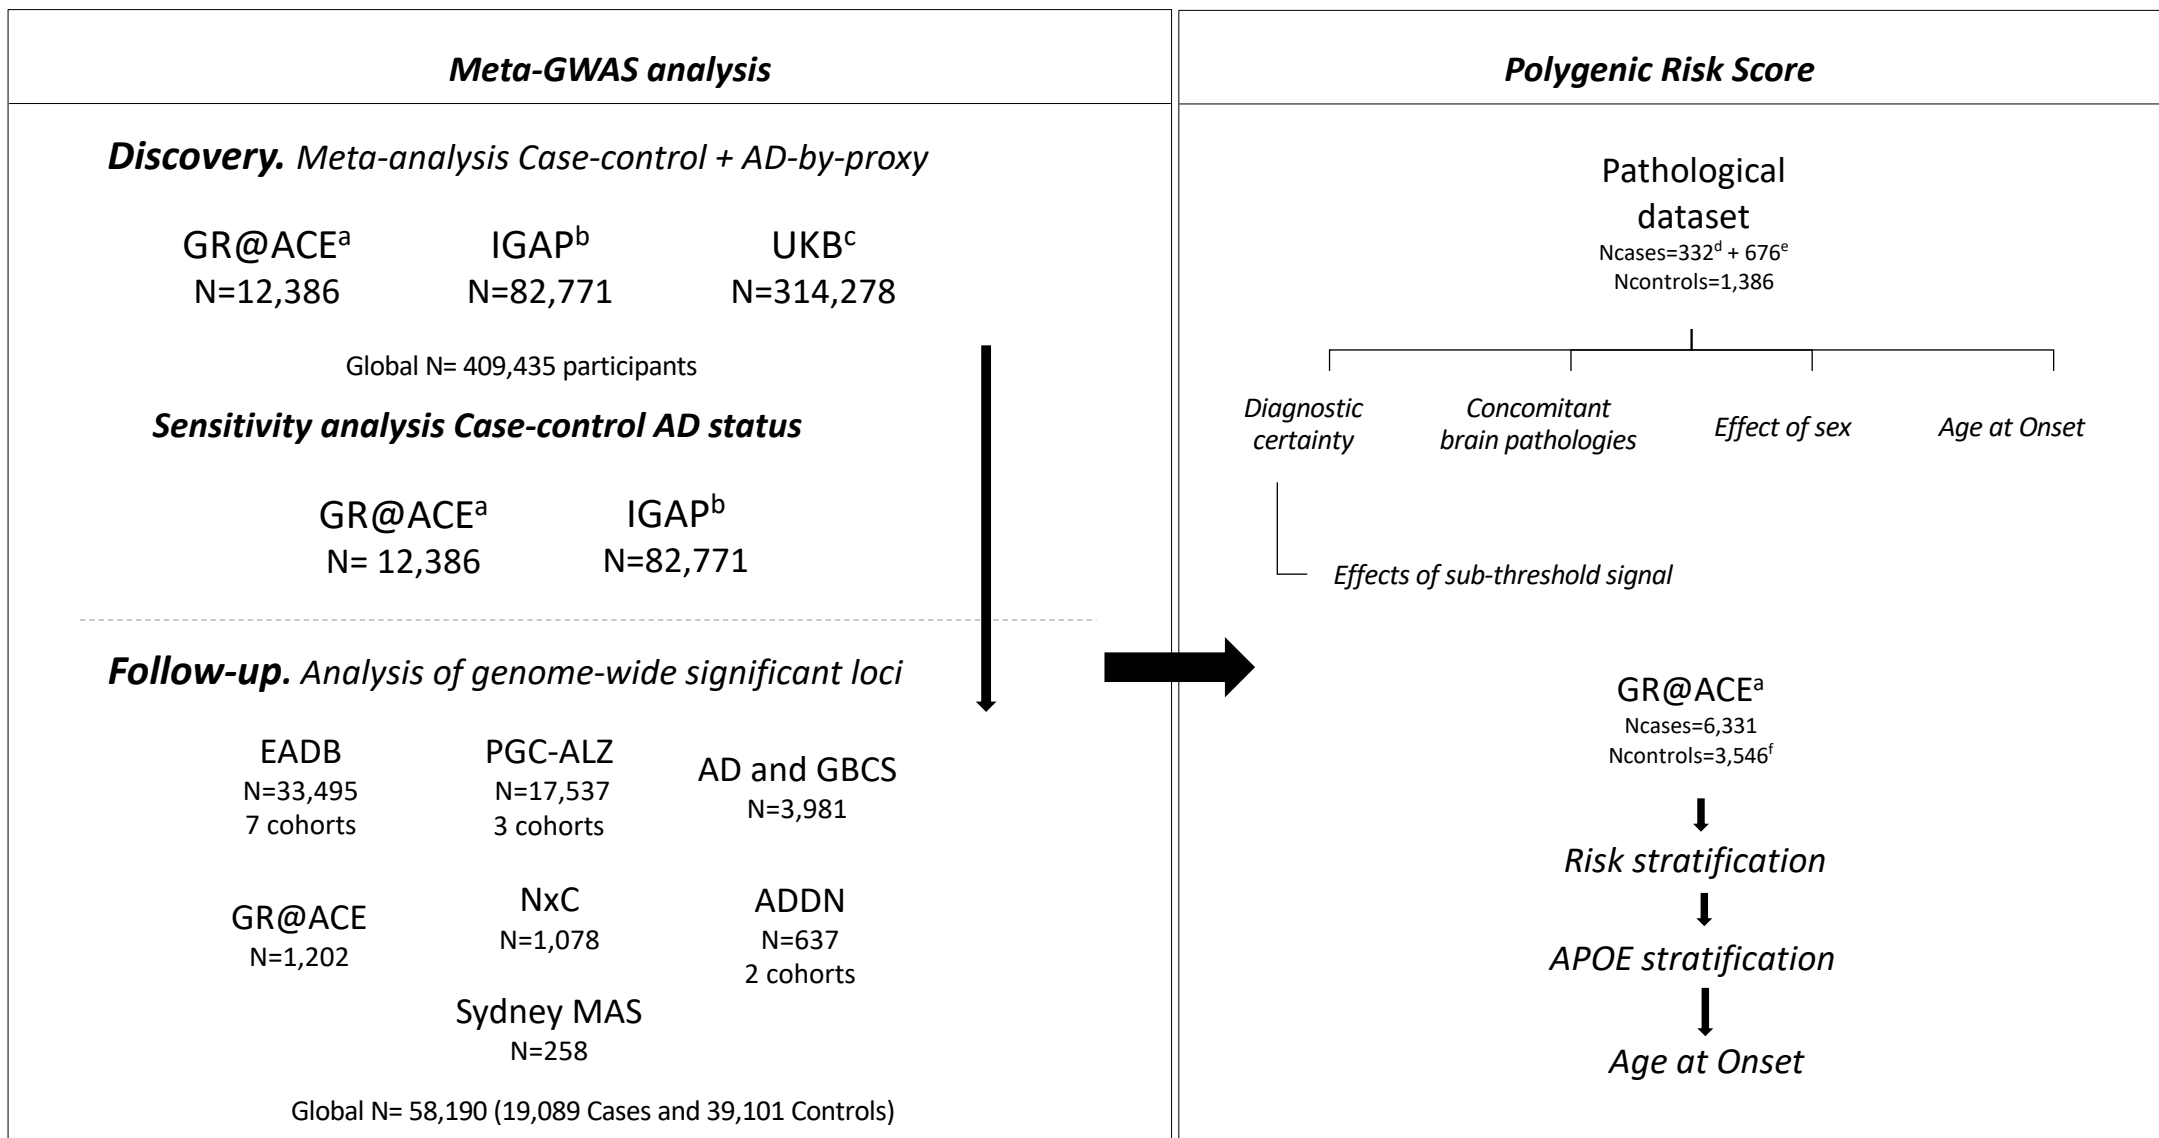 Meta-GWAS analysis
Discovery. Meta-analysis Case-control + AD-by-proxy
GR@ACEᵃ
N=12,386
IGAPᵇ
N=82,771
UKBᶜ
N=314,278
Global N= 409,435 participants
Sensitivity analysis Case-control AD status
GR@ACEᵃ
N= 12,386
IGAPᵇ
N=82,771
Follow-up. Analysis of genome-wide significant loci
EADB
N=33,495
7 cohorts
PGC-ALZ
N=17,537
3 cohorts
AD and GBCS
N=3,981
GR@ACE
N=1,202
NxC
N=1,078
ADDN
N=637
2 cohorts
Sydney MAS
N=258
Global N= 58,190 (19,089 Cases and 39,101 Controls)
Polygenic Risk Score
Pathological
dataset
Ncases=332ᵈ + 676ᵉ
Ncontrols=1,386
Diagnostic
certainty
Concomitant
brain pathologies
Effect of sex
Age at Onset
Effects of sub-threshold signal
GR@ACEᵃ
Ncases=6,331
Ncontrols=3,546ᶠ
Risk stratification
APOE stratification
Age at Onset